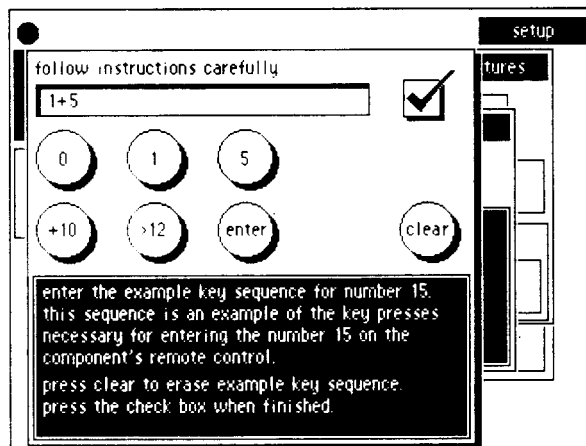 setup
tures
follow instructions carefully
1+5
0 1 5
+10 >12 enter clear
enter the example key sequence for number 15.
this sequence is an example of the key presses
necessary for entering the number 15 on the
component's remote control.
press clear to erase example key sequence.
press the check box when finished.